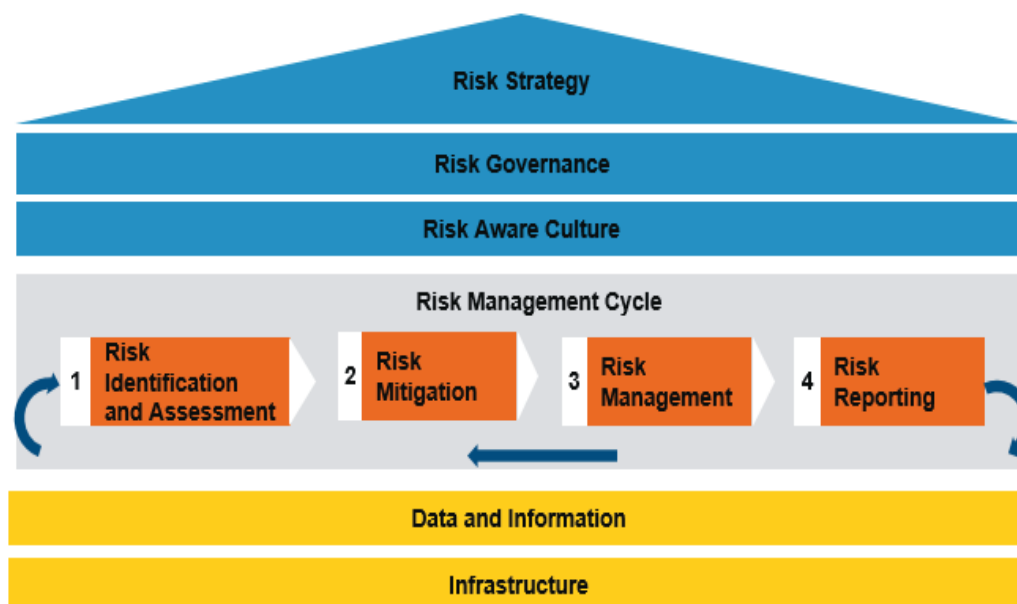 Risk Strategy
Risk Governance
Risk Aware Culture
Risk Management Cycle
1
Risk
Identification
and Assessment
2
Risk
Mitigation
3
Risk
Management
4
Risk
Reporting
Data and Information
Infrastructure